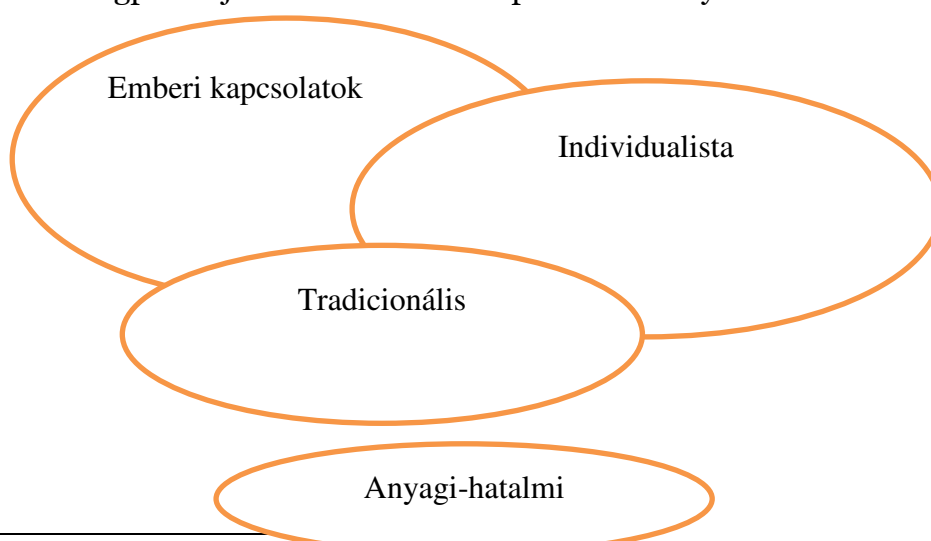 Emberi kapcsolatok
Individualista
Tradicionális
Anyagi-hatalmi